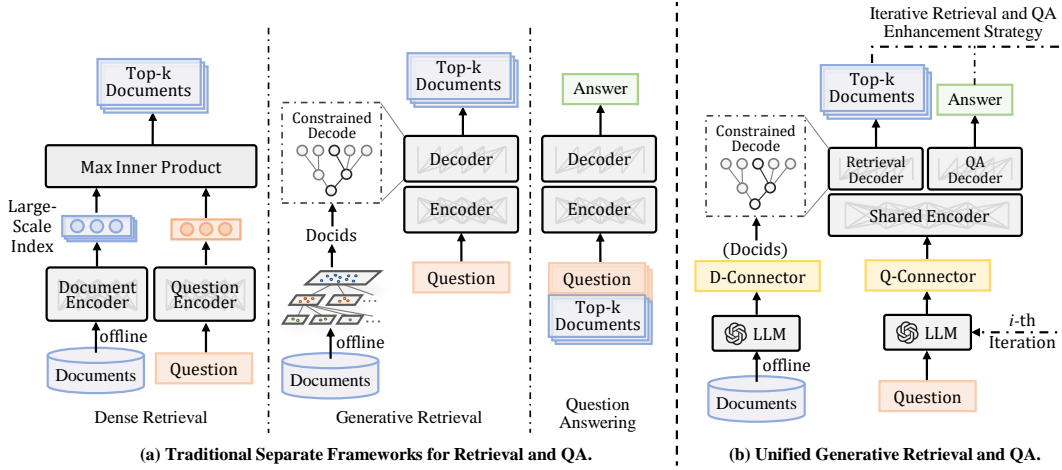 Top-k
Documents
Max Inner Product
Large-
Scale
Index
Document
Encoder
Question
Encoder
offline
Documents
Question
Dense Retrieval
Top-k
Documents
Constrained
Decode
Decoder
Encoder
Docids
Question
offline
Documents
Generative Retrieval
Answer
Decoder
Encoder
Question
Top-k
Documents
Question
Answering
(a) Traditional Separate Frameworks for Retrieval and QA.
Iterative Retrieval and QA
Enhancement Strategy
Top-k
Documents
Answer
Constrained
Decode
Retrieval
Decoder
QA
Decoder
Shared Encoder
(Docids)
D-Connector
Q-Connector
LLM
LLM
i-th
Iteration
offline
Documents
Question
(b) Unified Generative Retrieval and QA.